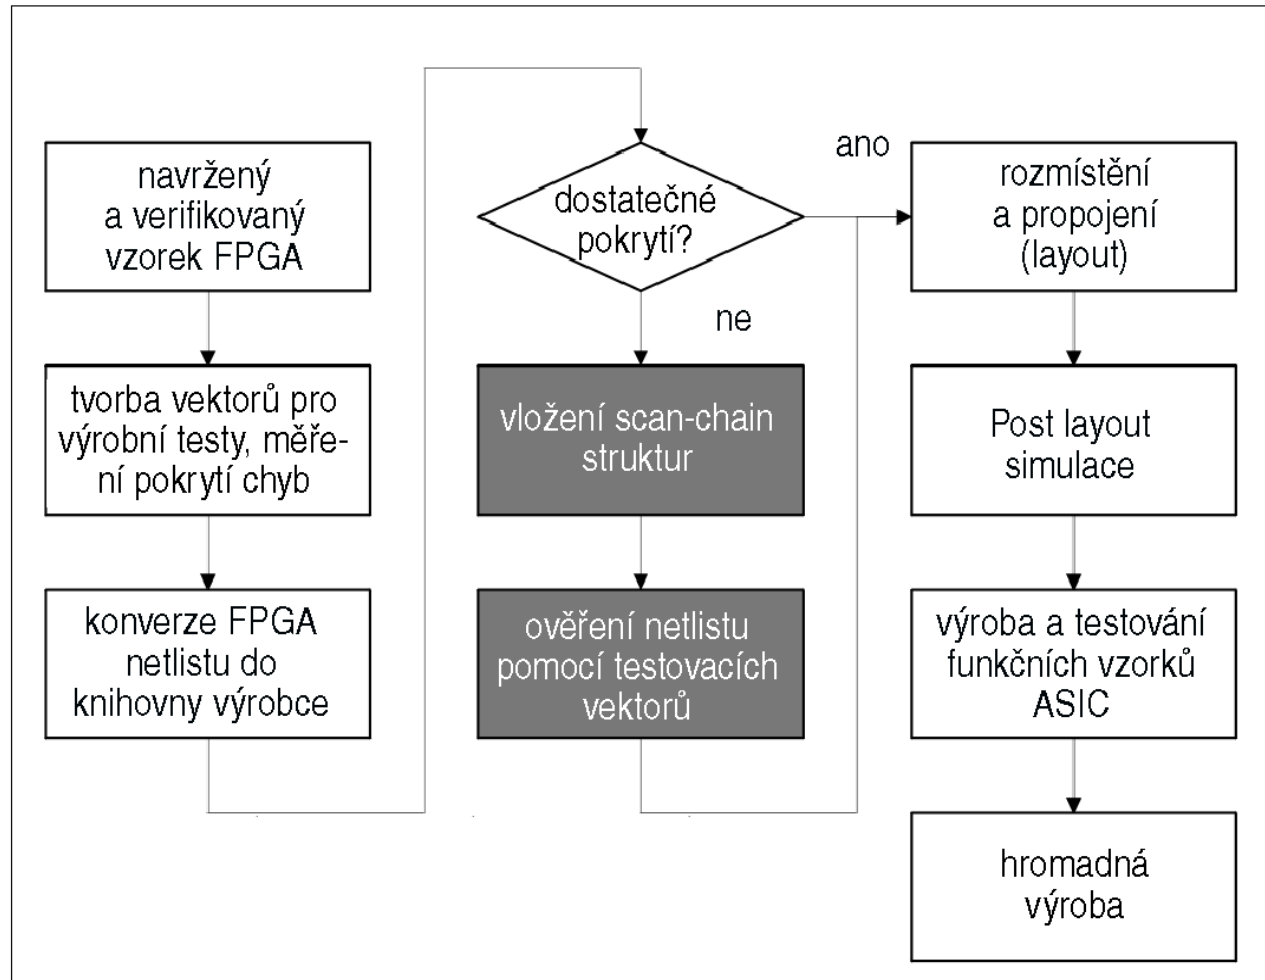 navržený
a verifikovaný
vzorek FPGA
tvorba vektorů pro
výrobní testy, měře-
ní pokrytí chyb
konverze FPGA
netlistu do
knihovny výrobce
dostatečné
pokrytí?
ano
ne
vložení scan-chain
struktur
ověření netlistu
pomocí testovacích
vektorů
rozmístění
a propojení
(layout)
Post layout
simulace
výroba a testování
funkčních vzorků
ASIC
hromadná
výroba